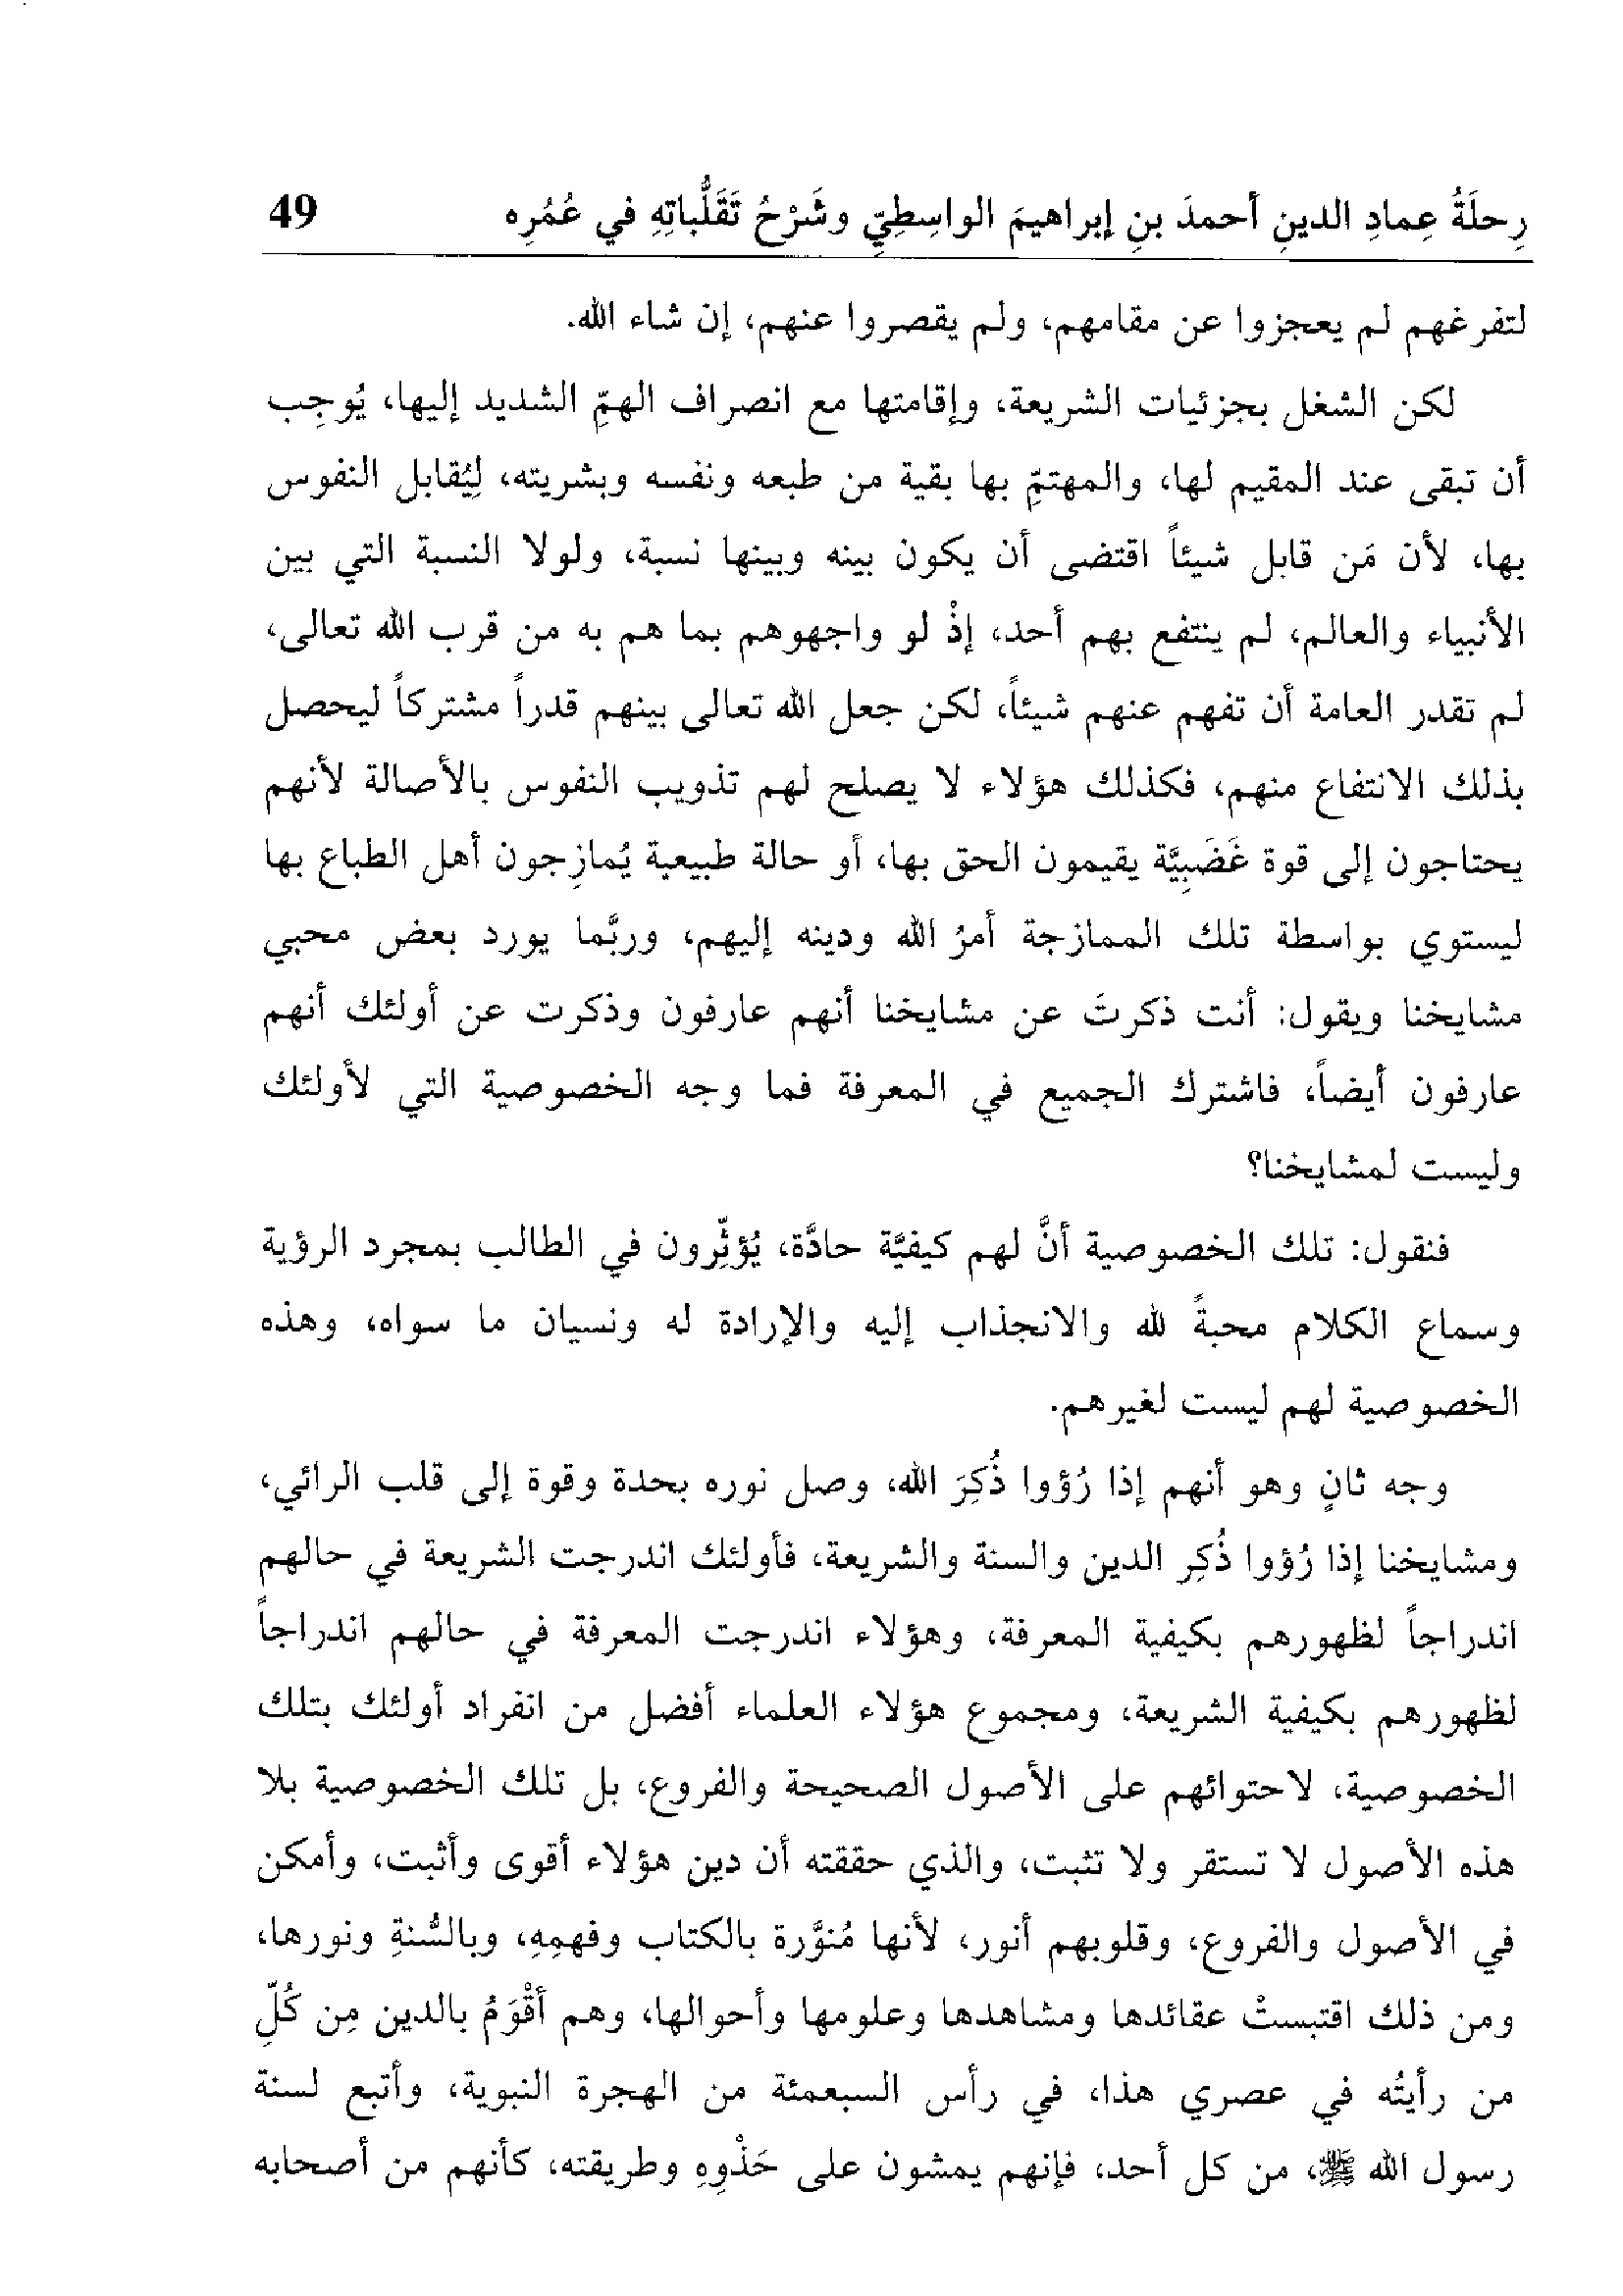 رِحلَةُ عِمادِ الدينِ أحمدَ بنِ إبراهيمَ الواسِطِيِّ وشَرْحُ تَقَلُّباتِهِ في عُمُرِه 49
لتفرغهم لم يعجزوا عن مقامهم، ولم يقصروا عنهم، إن شاء الله.
لكن الشغل بجزئيات الشريعة، وإقامتها مع انصراف الهمِّ الشديد إليها، يُوجِب
أن تبقى عند المقيم لها، والمهتمِّ بها بقية من طبعه ونفسه وبشريته، لِيُقابل النفوس
بها، لأن مَن قابل شيئاً اقتضى أن يكون بينه وبينها نسبة، ولولا النسبة التي بين
الأنبياء والعالم، لم ينتفع بهم أحد، إذْ لو واجهوهم بما هم به من قرب الله تعالى،
لم تقدر العامة أن تفهم عنهم شيئاً، لكن جعل الله تعالى بينهم قدراً مشتركاً ليحصل
بذلك الانتفاع منهم، فكذلك هؤلاء لا يصلح لهم تذويب النفوس بالأصالة لأنهم
يحتاجون إلى قوة غَضَبِيَّة يقيمون الحق بها، أو حالة طبيعية يُمازِجون أهل الطباع بها
ليستوي بواسطة تلك الممازجة أمرُ الله ودينه إليهم، وربَّما يورد بعض محبي
مشايخنا ويقول: أنت ذكرتَ عن مشايخنا أنهم عارفون وذكرت عن أولئك أنهم
عارفون أيضاً، فاشترك الجميع في المعرفة فما وجه الخصوصية التي لأولئك
وليست لمشايخنا؟
فنقول: تلك الخصوصية أنَّ لهم كيفيَّة حادَّة، يُؤثِّرون في الطالب بمجرد الرؤية
وسماع الكلام محبةً لله والانجذاب إليه والإرادة له ونسيان ما سواه، وهذه
الخصوصية لهم ليست لغيرهم.
وجه ثانٍ وهو أنهم إذا رُؤوا ذُكِرَ الله، وصل نوره بحدة وقوة إلى قلب الرائي،
ومشايخنا إذا رُؤوا ذُكِر الدين والسنة والشريعة، فأولئك اندرجت الشريعة في حالهم
اندراجاً لظهورهم بكيفية المعرفة، وهؤلاء اندرجت المعرفة في حالهم اندراجاً
لظهورهم بكيفية الشريعة، ومجموع هؤلاء العلماء أفضل من انفراد أولئك بتلك
الخصوصية، لاحتوائهم على الأصول الصحيحة والفروع، بل تلك الخصوصية بلا
هذه الأصول لا تستقر ولا تثبت، والذي حققته أن دين هؤلاء أقوى وأثبت، وأمكن
في الأصول والفروع، وقلوبهم أنور، لأنها مُنوَّرة بالكتاب وفهمِهِ، وبالسُّنةِ ونورها،
ومن ذلك اقتبستْ عقائدها ومشاهدها وعلومها وأحوالها، وهم أقْوَمُ بالدين مِن كُلِّ
من رأيتُه في عصري هذا، في رأس السبعمئة من الهجرة النبوية، وأتبع لسنة
رسول الله ﷺ، من كل أحد، فإنهم يمشون على حَذْوِهِ وطريقته، كأنهم من أصحابه